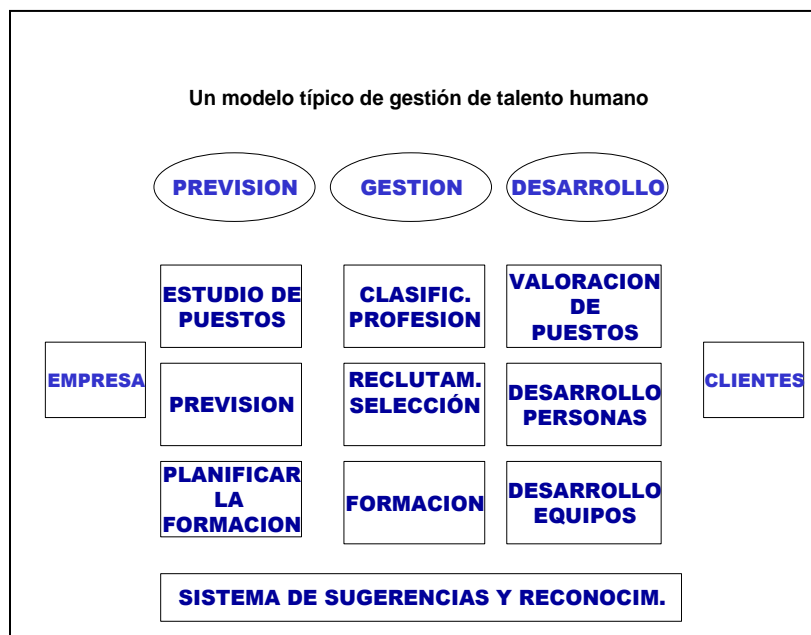 Un modelo típico de gestión de talento humano
PREVISION
GESTION
DESARROLLO
ESTUDIO DE
PUESTOS
CLASIFIC.
PROFESION
VALORACION
DE
PUESTOS
EMPRESA
PREVISION
RECLUTAM.
SELECCIÓN
DESARROLLO
PERSONAS
CLIENTES
PLANIFICAR
LA
FORMACION
FORMACION
DESARROLLO
EQUIPOS
SISTEMA DE SUGERENCIAS Y RECONOCIM.